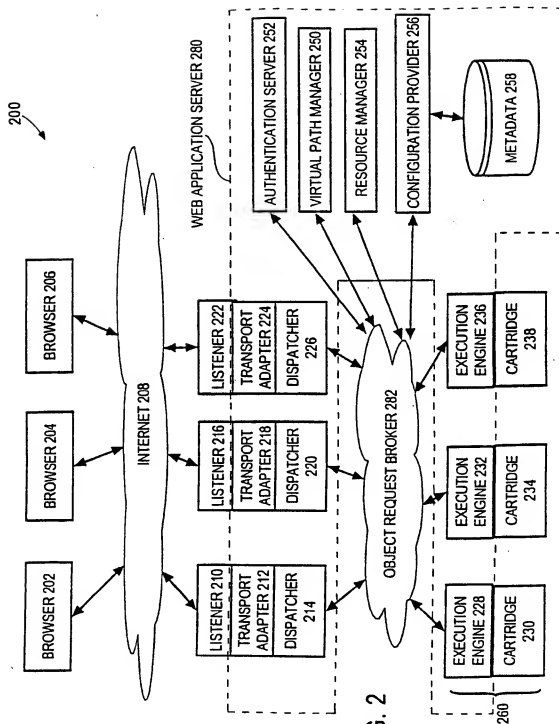 200
BROWSER 202
BROWSER 204
BROWSER 206
INTERNET 208
WEB APPLICATION SERVER 280
LISTENER 210
TRANSPORT
ADAPTER 212
DISPATCHER
214
LISTENER 216
TRANSPORT
ADAPTER 218
DISPATCHER
220
LISTENER 222
TRANSPORT
ADAPTER 224
DISPATCHER
226
AUTHENTICATION SERVER 252
VIRTUAL PATH MANAGER 250
RESOURCE MANAGER 254
CONFIGURATION PROVIDER 256
METADATA 258
OBJECT REQUEST BROKER 282
EXECUTION
ENGINE 228
CARTRIDGE
230
EXECUTION
ENGINE 232
CARTRIDGE
234
EXECUTION
ENGINE 236
CARTRIDGE
238
260
G. 2